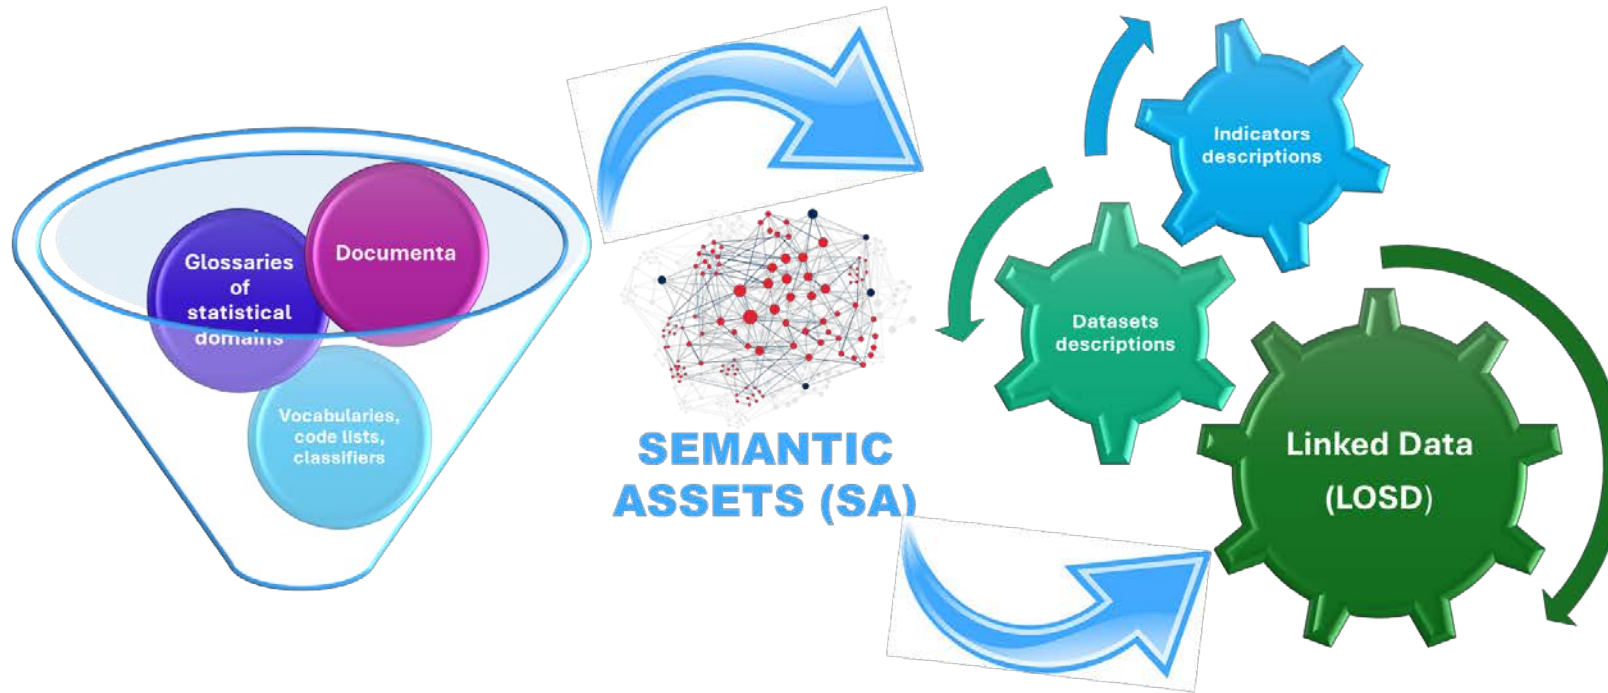 Glossaries
of
statistical
domains
Documenta
Vocabularies,
code lists,
classifiers
SEMANTIC
ASSETS (SA)
Indicators
descriptions
Datasets
descriptions
Linked Data
(LOSD)